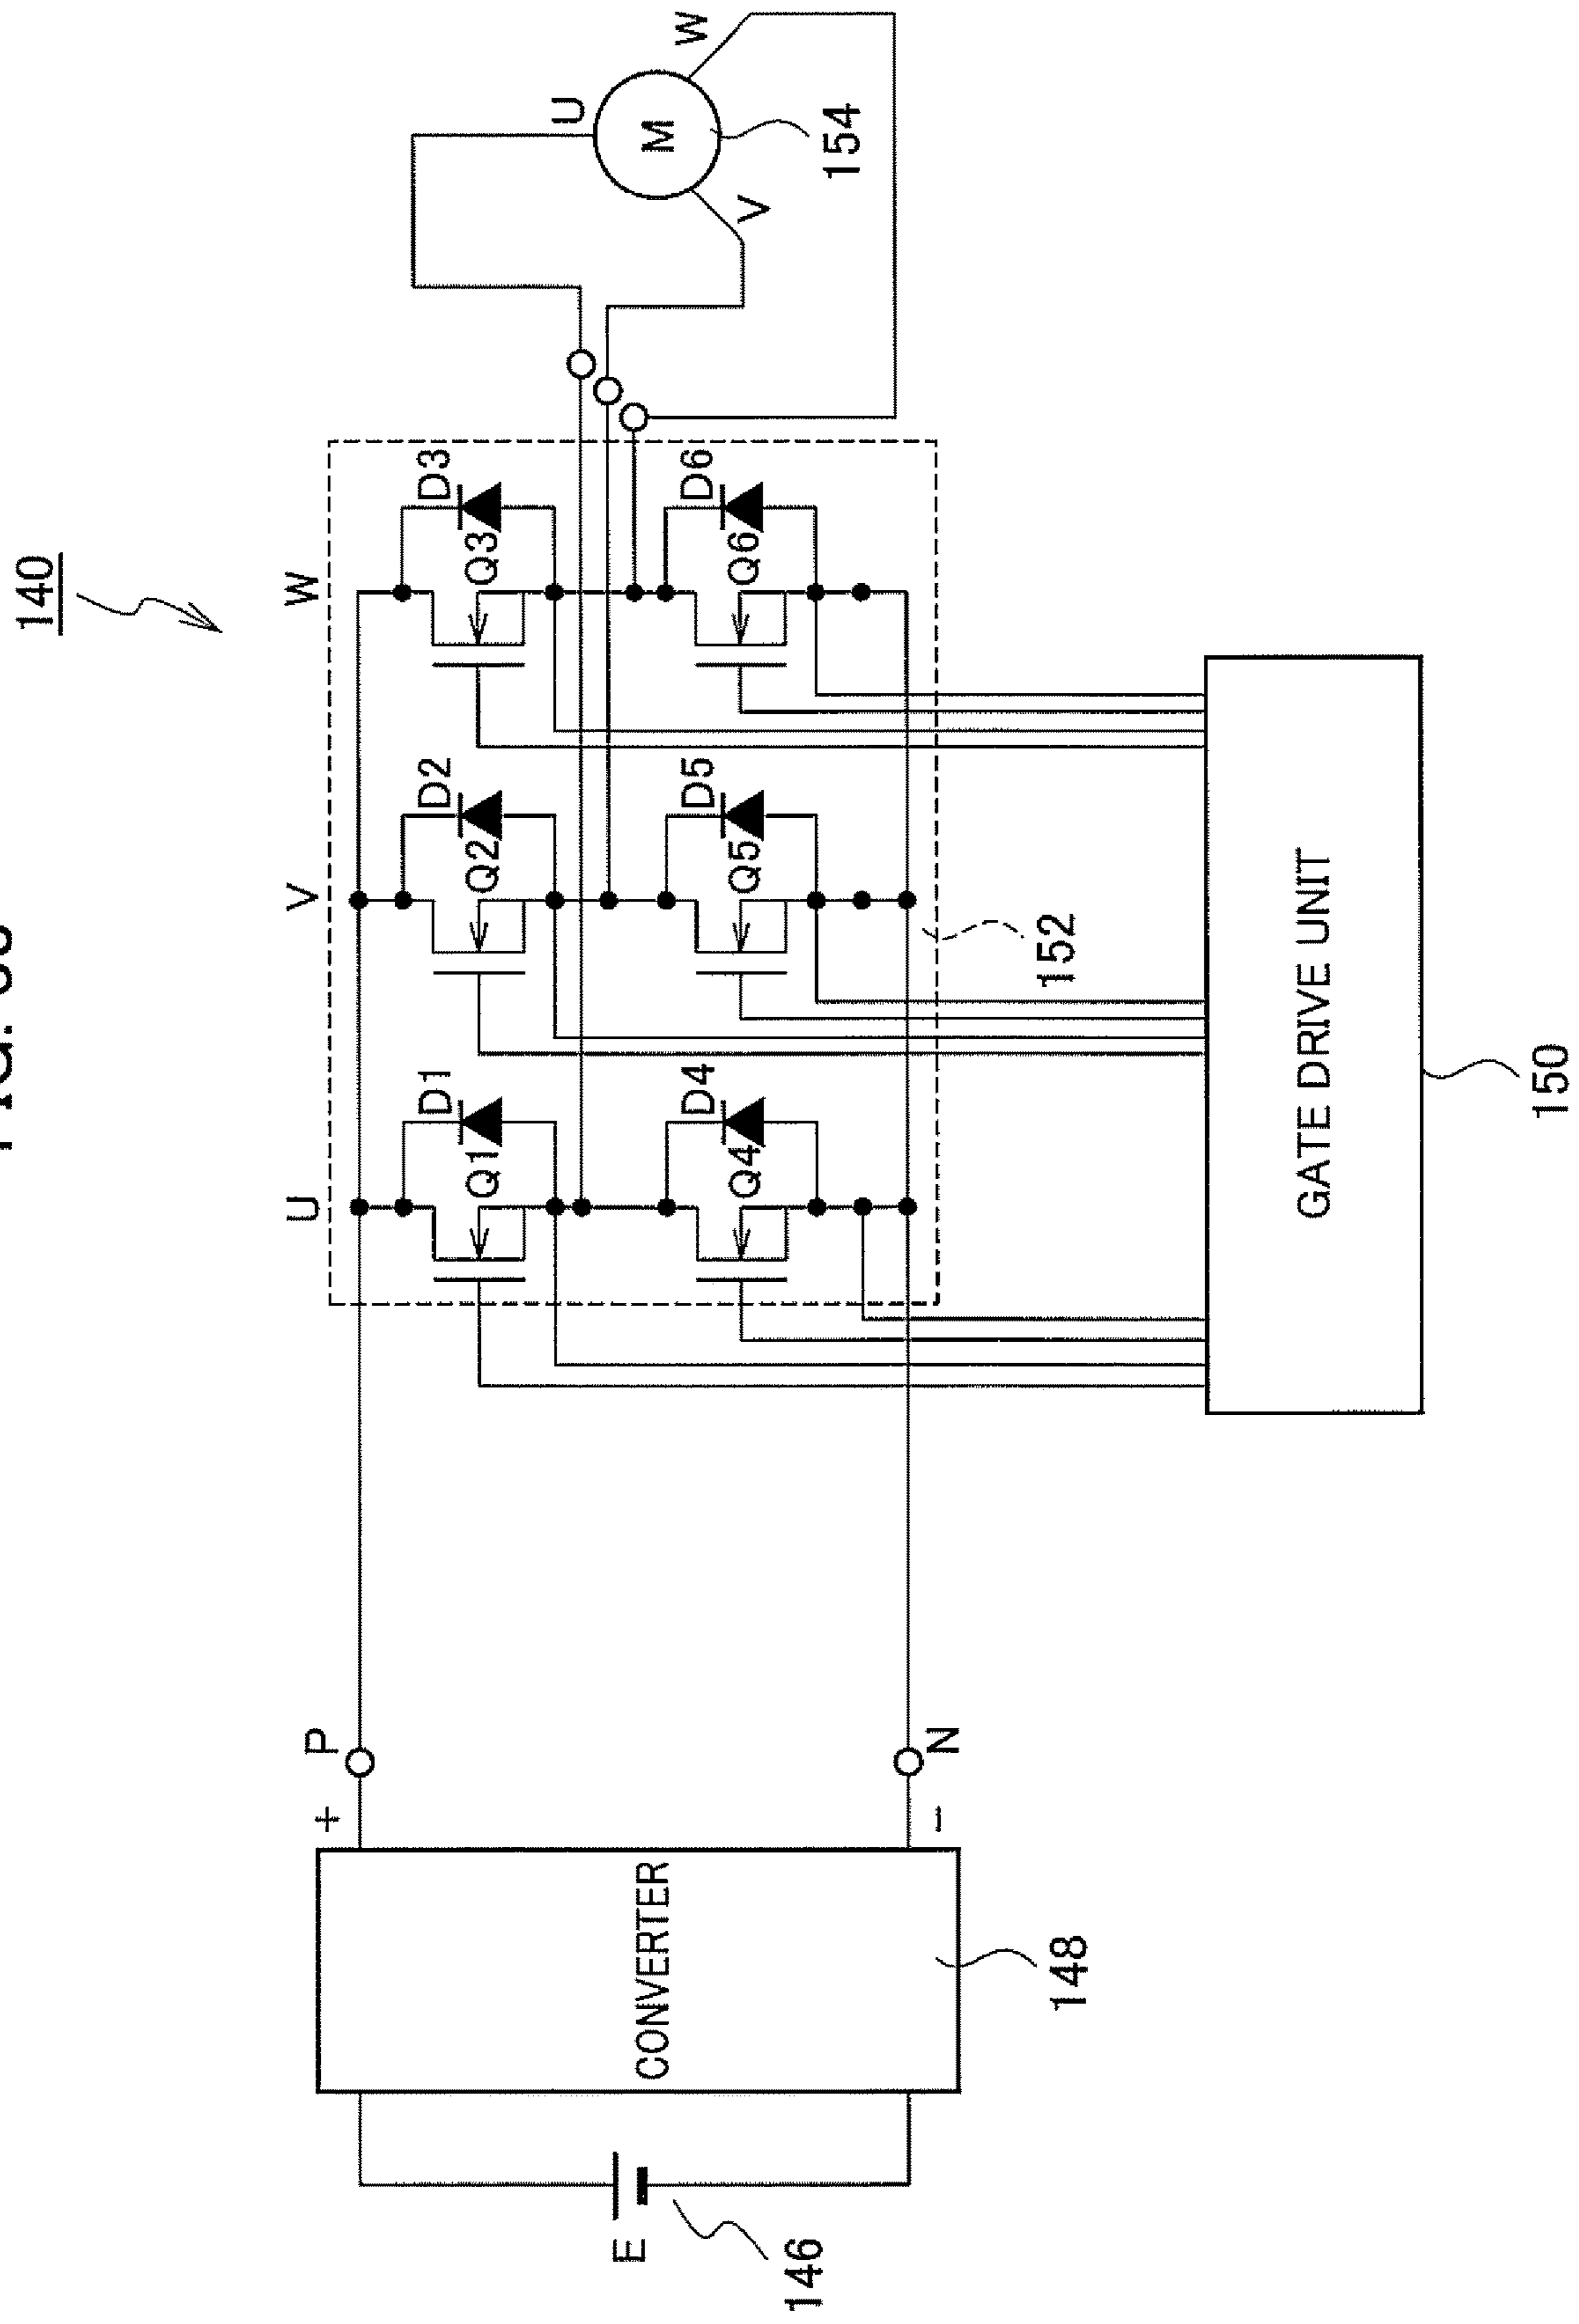 140
U
V
W
D1
D2
D3
Q1
Q2
Q3
D4
D5
D6
Q4
Q5
Q6
P
+
N
−
E
146
CONVERTER
148
152
GATE DRIVE UNIT
150
U
V
W
M
154